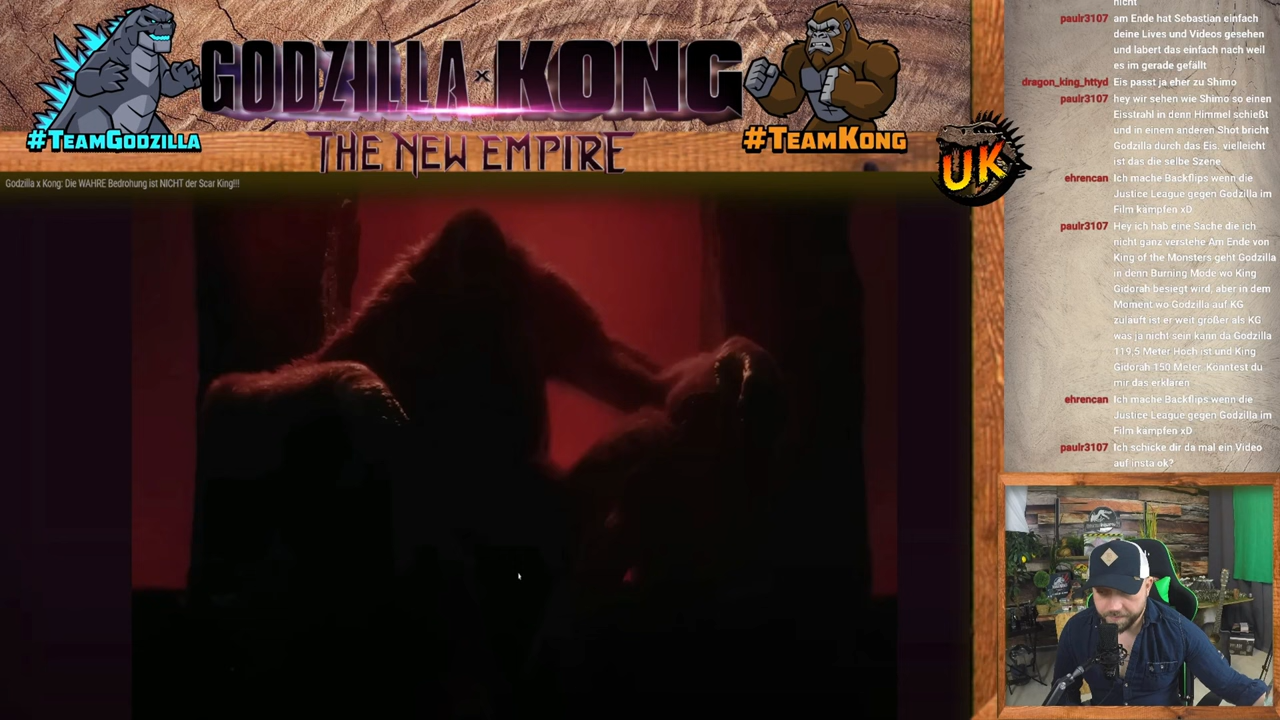 GODZILLA x KONG
THE NEW EMPIRE
#TEAMGODZILLA
#TEAMKONG
UK
Godzilla x Kong: Die WAHRE Bedrohung ist NICHT der Scar King!!!
nicht
paulr3107 am Ende hat Sebastian einfach
deine Lives und Videos gesehen
und labert das einfach nach weil
es im gerade gefällt
dragon_king_httyd Eis passt ja eher zu Shimo
paulr3107 hey wir sehen wie Shimo so einen
Eisstrahl in denn Himmel schießt
und in einem anderen Shot bricht
Godzilla durch das Eis. vielleicht
ist das die selbe Szene
ehrencan Ich mache Backflips wenn die
Justice League gegen Godzilla im
Film kämpfen xD
paulr3107 Hey ich hab eine Sache die ich
nicht ganz verstehe Am Ende von
King of the Monsters geht Godzilla
in denn Burning Mode wo King
Gidorah besiegt wird, aber in dem
Moment wo Godzilla auf KG
zuläuft ist er weit größer als KG
was ja nicht sein kann da Godzilla
119,5 Meter Hoch ist und King
Gidorah 150 Meter. Könntest du
mir das erklären
ehrencan Ich mache Backflips wenn die
Justice League gegen Godzilla im
Film kämpfen xD
paulr3107 Ich schicke dir da mal ein Video
auf Insta ok?